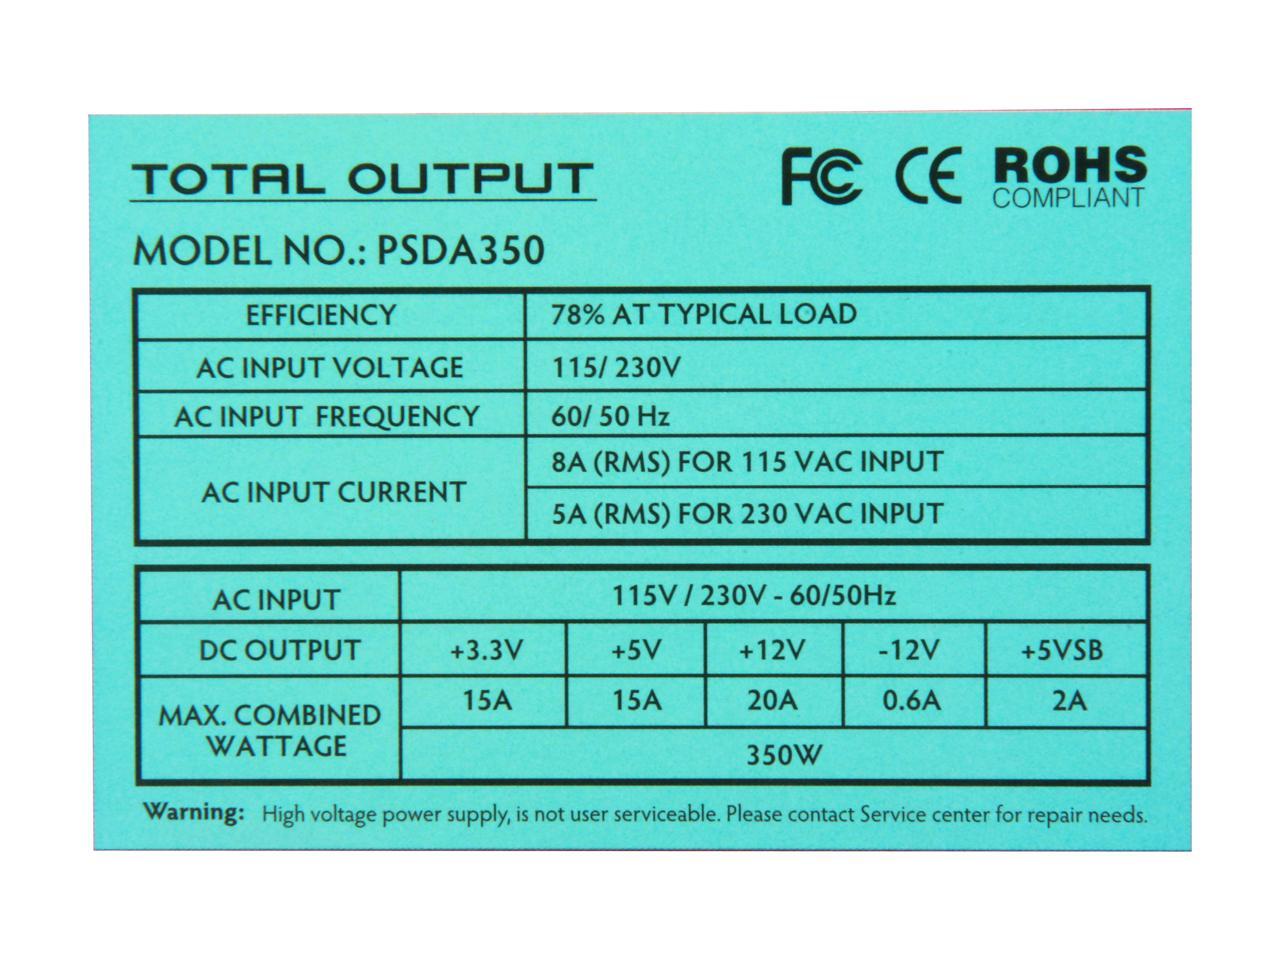 TOTAL OUTPUT
FC CE ROHS
COMPLIANT
MODEL NO.: PSDA350
EFFICIENCY 78% AT TYPICAL LOAD
AC INPUT VOLTAGE 115/ 230V
AC INPUT FREQUENCY 60/ 50 Hz
AC INPUT CURRENT 8A (RMS) FOR 115 VAC INPUT
5A (RMS) FOR 230 VAC INPUT
AC INPUT 115V / 230V - 60/50Hz
DC OUTPUT +3.3V +5V +12V -12V +5VSB
MAX. COMBINED
WATTAGE
15A 15A 20A 0.6A 2A
350W
Warning: High voltage power supply, is not user serviceable. Please contact Service center for repair needs.